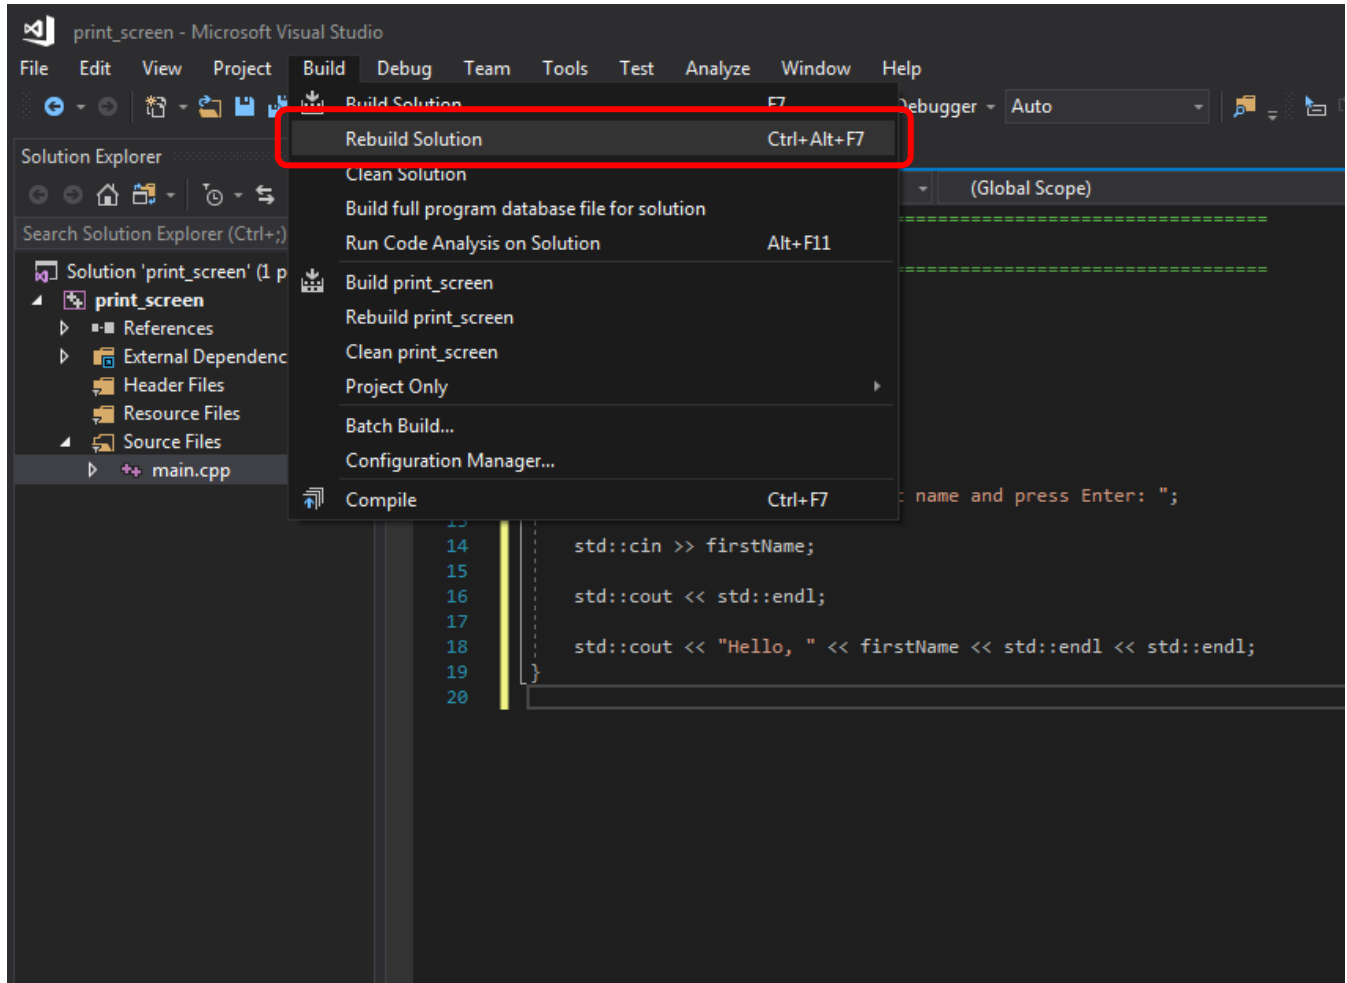 print_screen - Microsoft Visual Studio
File Edit View Project Build Debug Team Tools Test Analyze Window Help
Build Solution F7
Debugger Auto
Rebuild Solution Ctrl+Alt+F7
Solution Explorer
Clean Solution
(Global Scope)
Build full program database file for solution
Search Solution Explorer (Ctrl+;)
Run Code Analysis on Solution Alt+F11
Solution 'print_screen' (1 p
Build print_screen
print_screen
Rebuild print_screen
References
Clean print_screen
External Dependenc
Project Only
Header Files
Resource Files
Batch Build...
Source Files
Configuration Manager...
main.cpp
Compile Ctrl+F7
name and press Enter: ";
13
14 std::cin >> firstName;
15
16 std::cout << std::endl;
17
18 std::cout << "Hello, " << firstName << std::endl << std::endl;
19 }
20